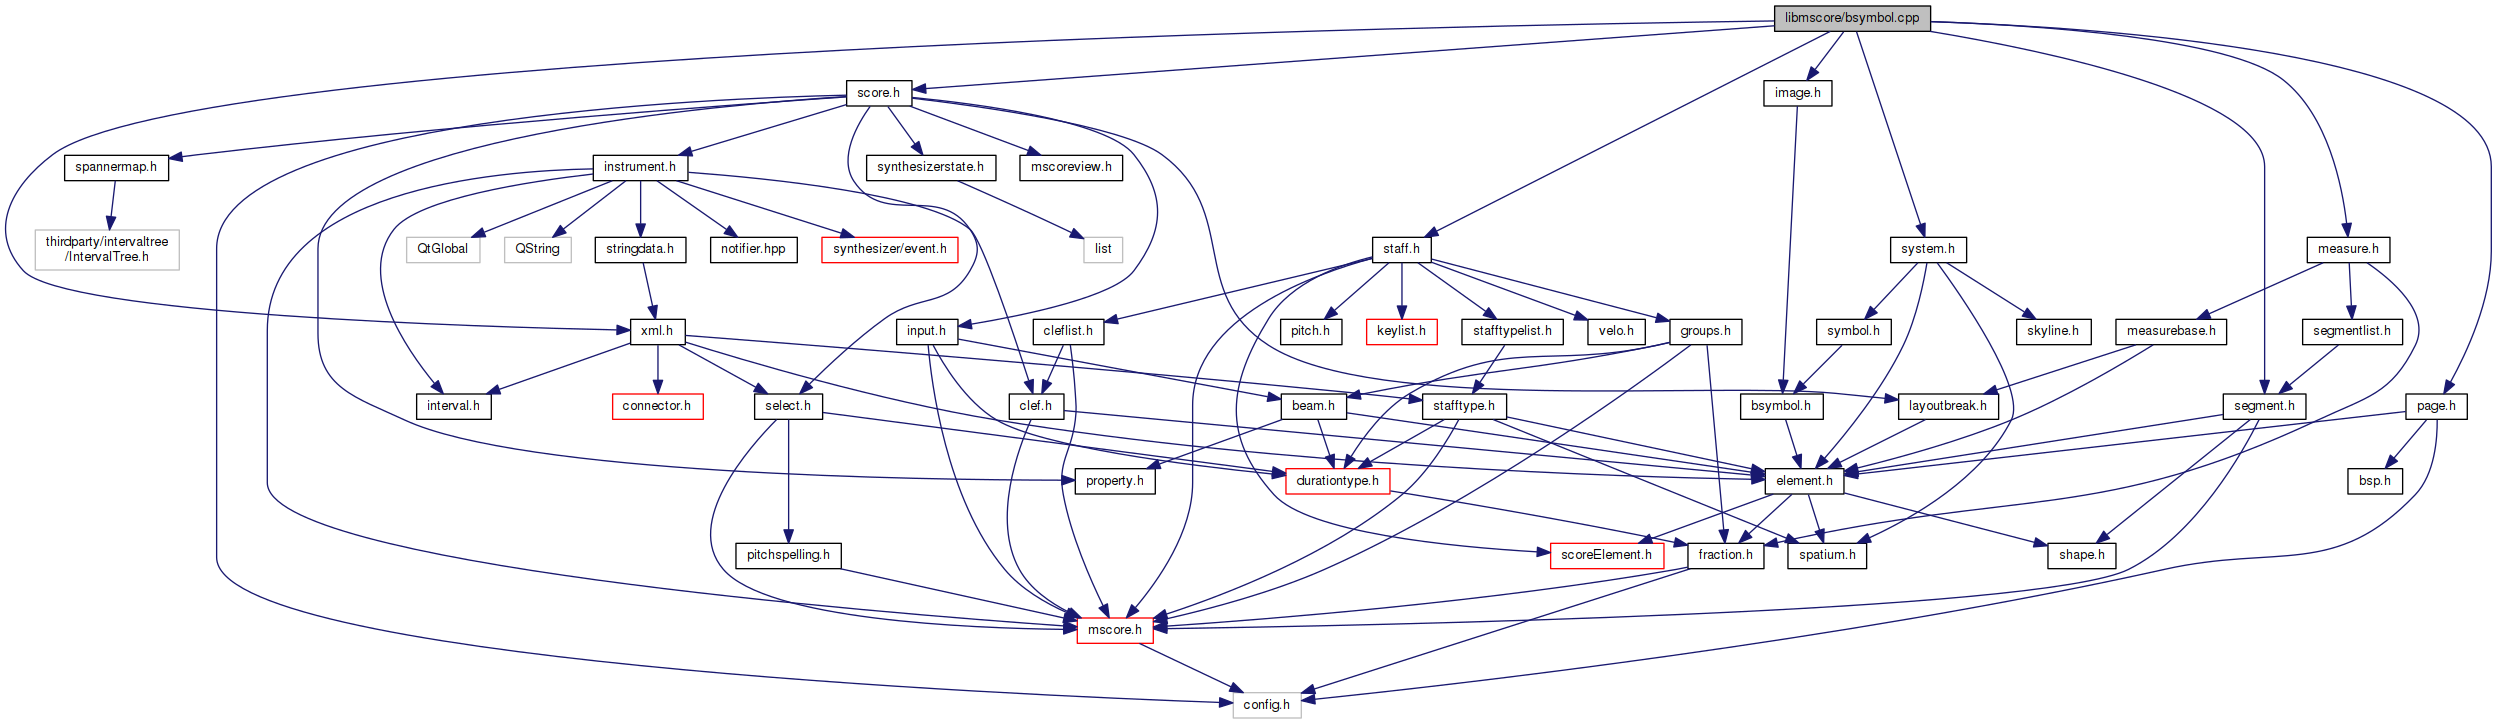 libmscore/bsymbol.cpp
score.h
image.h
spannermap.h
instrument.h
synthesizerstate.h
mscoreview.h
thirdparty/intervaltree
/IntervalTree.h
QtGlobal
QString
stringdata.h
notifier.hpp
synthesizer/event.h
list
staff.h
system.h
measure.h
xml.h
input.h
cleflist.h
pitch.h
keylist.h
stafftypelist.h
velo.h
groups.h
symbol.h
skyline.h
measurebase.h
segmentlist.h
interval.h
connector.h
select.h
clef.h
beam.h
stafftype.h
bsymbol.h
layoutbreak.h
segment.h
page.h
property.h
durationtype.h
element.h
bsp.h
pitchspelling.h
scoreElement.h
fraction.h
spatium.h
shape.h
mscore.h
config.h